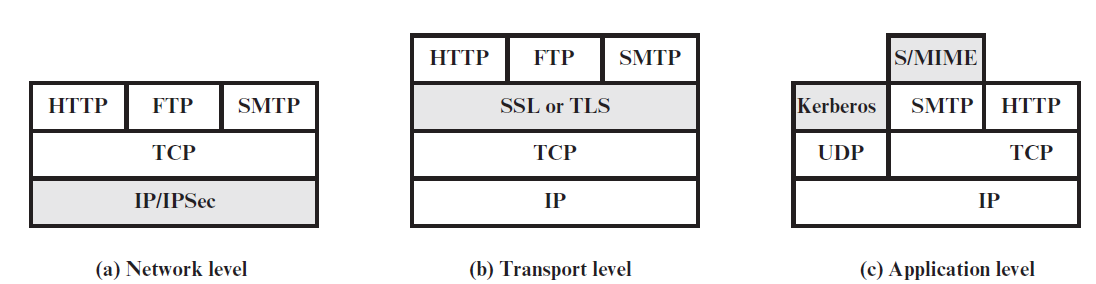 HTTP FTP SMTP
TCP
IP/IPSec
(a) Network level
HTTP FTP SMTP
SSL or TLS
TCP
IP
(b) Transport level
S/MIME
Kerberos SMTP HTTP
UDP TCP
IP
(c) Application level